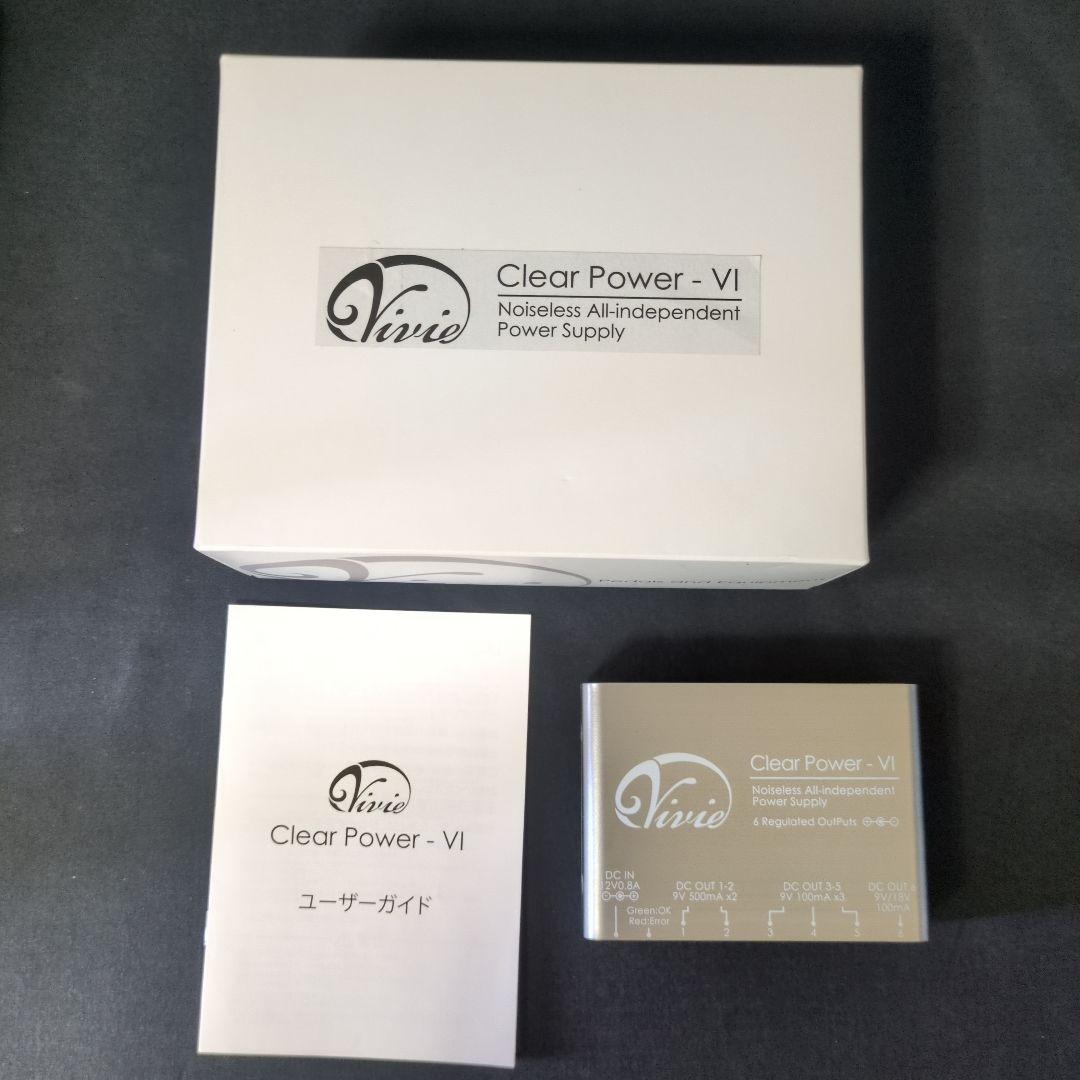 Vivie
Clear Power - VI
Noiseless All-independent
Power Supply
Pedals and Equipment
Vivie
Clear Power - VI
ユーザーガイド
Vivie
Clear Power - VI
Noiseless All-independent
Power Supply
6 Regulated OutPuts
DC IN
12V0.8A
Green:OK
Red:Error
DC OUT 1-2
9V 500mA x2
1 2
DC OUT 3-5
9V 100mA x3
3 4 5
DC OUT 6
9V/18V
100mA
6